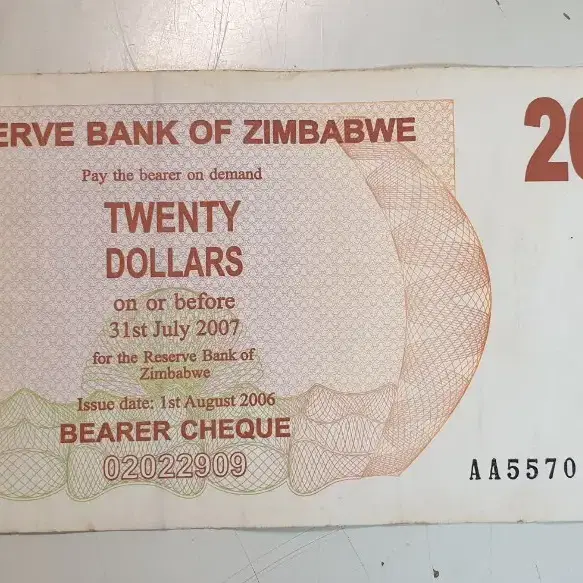 ERVE BANK OF ZIMBABWE
20
Pay the bearer on demand
TWENTY
DOLLARS
on or before
31st July 2007
for the Reserve Bank of
Zimbabwe
Issue date: 1st August 2006
BEARER CHEQUE
02022909
AA5570